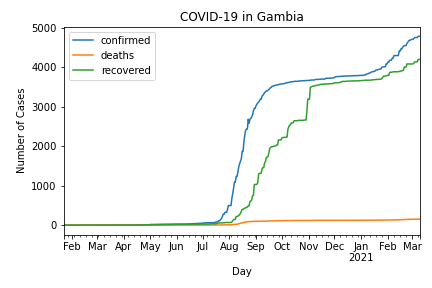 COVID-19 in Gambia
confirmed
deaths
recovered
5000
4000
3000
2000
1000
0
Number of Cases
Feb Mar Apr May Jun Jul Aug Sep Oct Nov Dec Jan Feb Mar
2021
Day